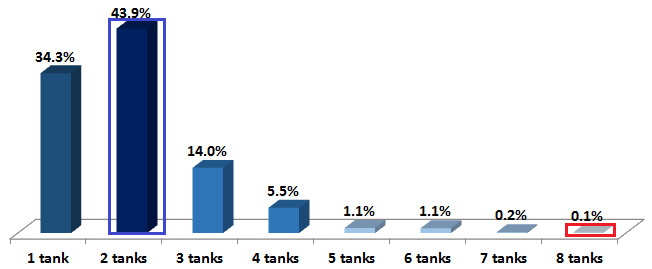 43.9%
34.3%
14.0%
5.5%
1.1%
1.1%
0.2%
0.1%
1 tank
2 tanks
3 tanks
4 tanks
5 tanks
6 tanks
7 tanks
8 tanks